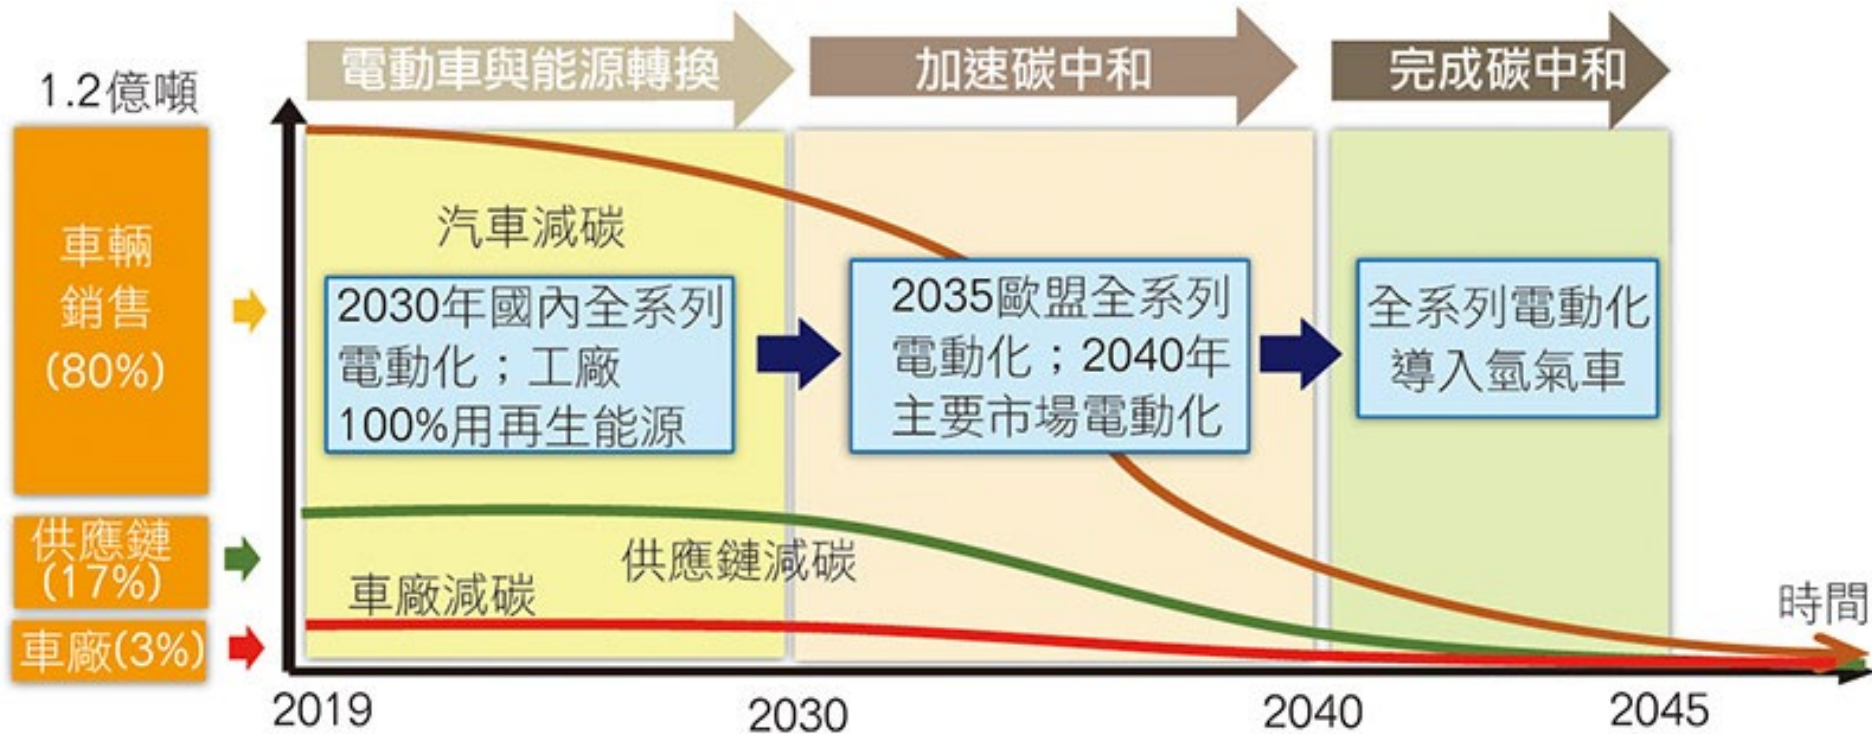 電動車與能源轉換
加速碳中和
完成碳中和
1.2億噸
車輛
銷售
(80%)
供應鏈
(17%)
車廠(3%)
汽車減碳
2030年國內全系列
電動化；工廠
100%用再生能源
2035歐盟全系列
電動化；2040年
主要市場電動化
全系列電動化
導入氫氣車
供應鏈減碳
車廠減碳
時間
2019
2030
2040
2045